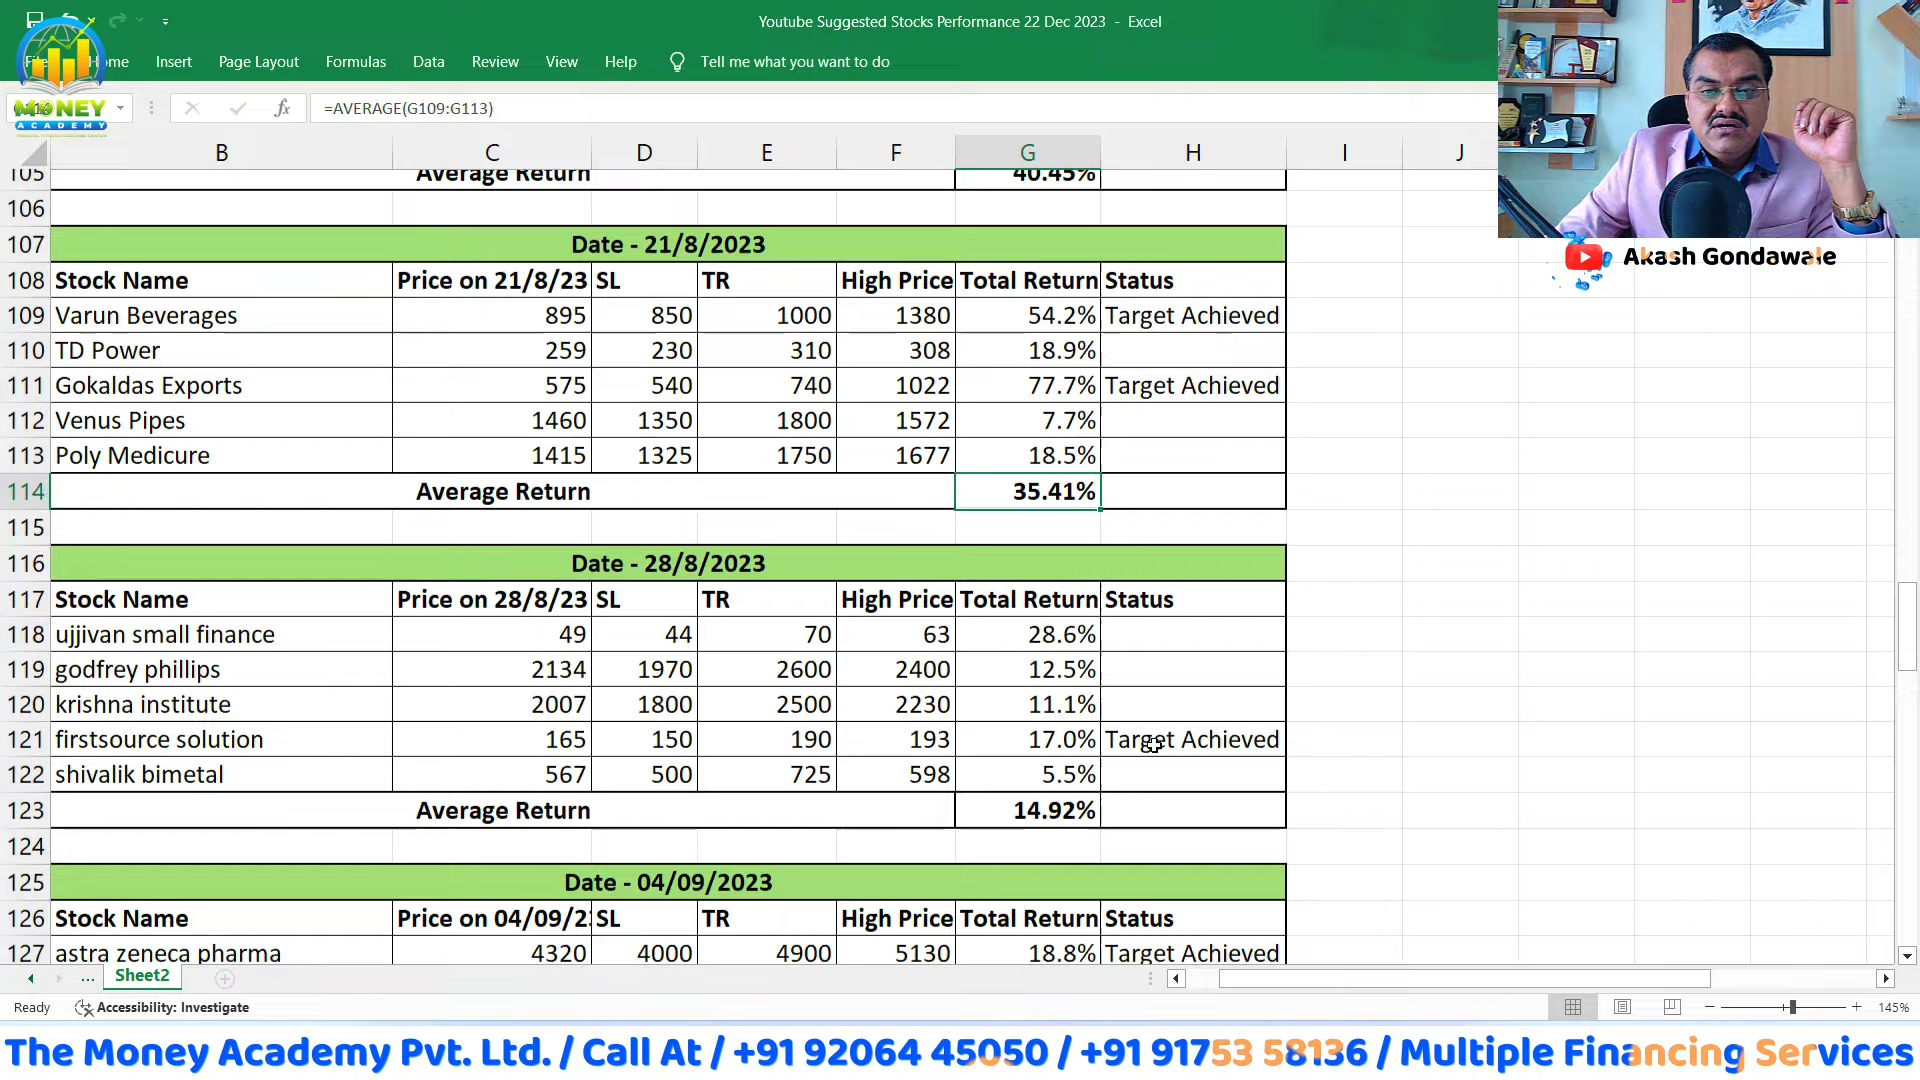 Youtube Suggested Stocks Performance 22 Dec 2023 - Excel
Home Insert Page Layout Formulas Data Review View Help Tell me what you want to do
MONEY
ACADEMY
fx =AVERAGE(G109:G113)
B C D E F G H I J
105 Average Return 40.45%
106
107 Date - 21/8/2023
108 Stock Name Price on 21/8/23 SL TR High Price Total Return Status
109 Varun Beverages 895 850 1000 1380 54.2% Target Achieved
110 TD Power 259 230 310 308 18.9%
111 Gokaldas Exports 575 540 740 1022 77.7% Target Achieved
112 Venus Pipes 1460 1350 1800 1572 7.7%
113 Poly Medicure 1415 1325 1750 1677 18.5%
114 Average Return 35.41%
115
116 Date - 28/8/2023
117 Stock Name Price on 28/8/23 SL TR High Price Total Return Status
118 ujjivan small finance 49 44 70 63 28.6%
119 godfrey phillips 2134 1970 2600 2400 12.5%
120 krishna institute 2007 1800 2500 2230 11.1%
121 firstsource solution 165 150 190 193 17.0% Target Achieved
122 shivalik bimetal 567 500 725 598 5.5%
123 Average Return 14.92%
124
125 Date - 04/09/2023
126 Stock Name Price on 04/09/23 SL TR High Price Total Return Status
127 astra zeneca pharma 4320 4000 4900 5130 18.8% Target Achieved
Akash Gondawale
... Sheet2
Ready Accessibility: Investigate 145%
The Money Academy Pvt. Ltd. / Call At / +91 92064 45050 / +91 91753 58136 / Multiple Financing Services